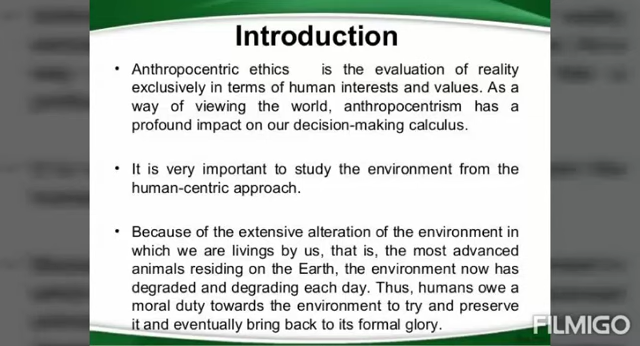 Introduction
• Anthropocentric ethics is the evaluation of reality
exclusively in terms of human interests and values. As a
way of viewing the world, anthropocentrism has a
profound impact on our decision-making calculus.
• It is very important to study the environment from the
human-centric approach.
• Because of the extensive alteration of the environment in
which we are livings by us, that is, the most advanced
animals residing on the Earth, the environment now has
degraded and degrading each day. Thus, humans owe a
moral duty towards the environment to try and preserve
it and eventually bring back to its formal glory.
FILMIGO